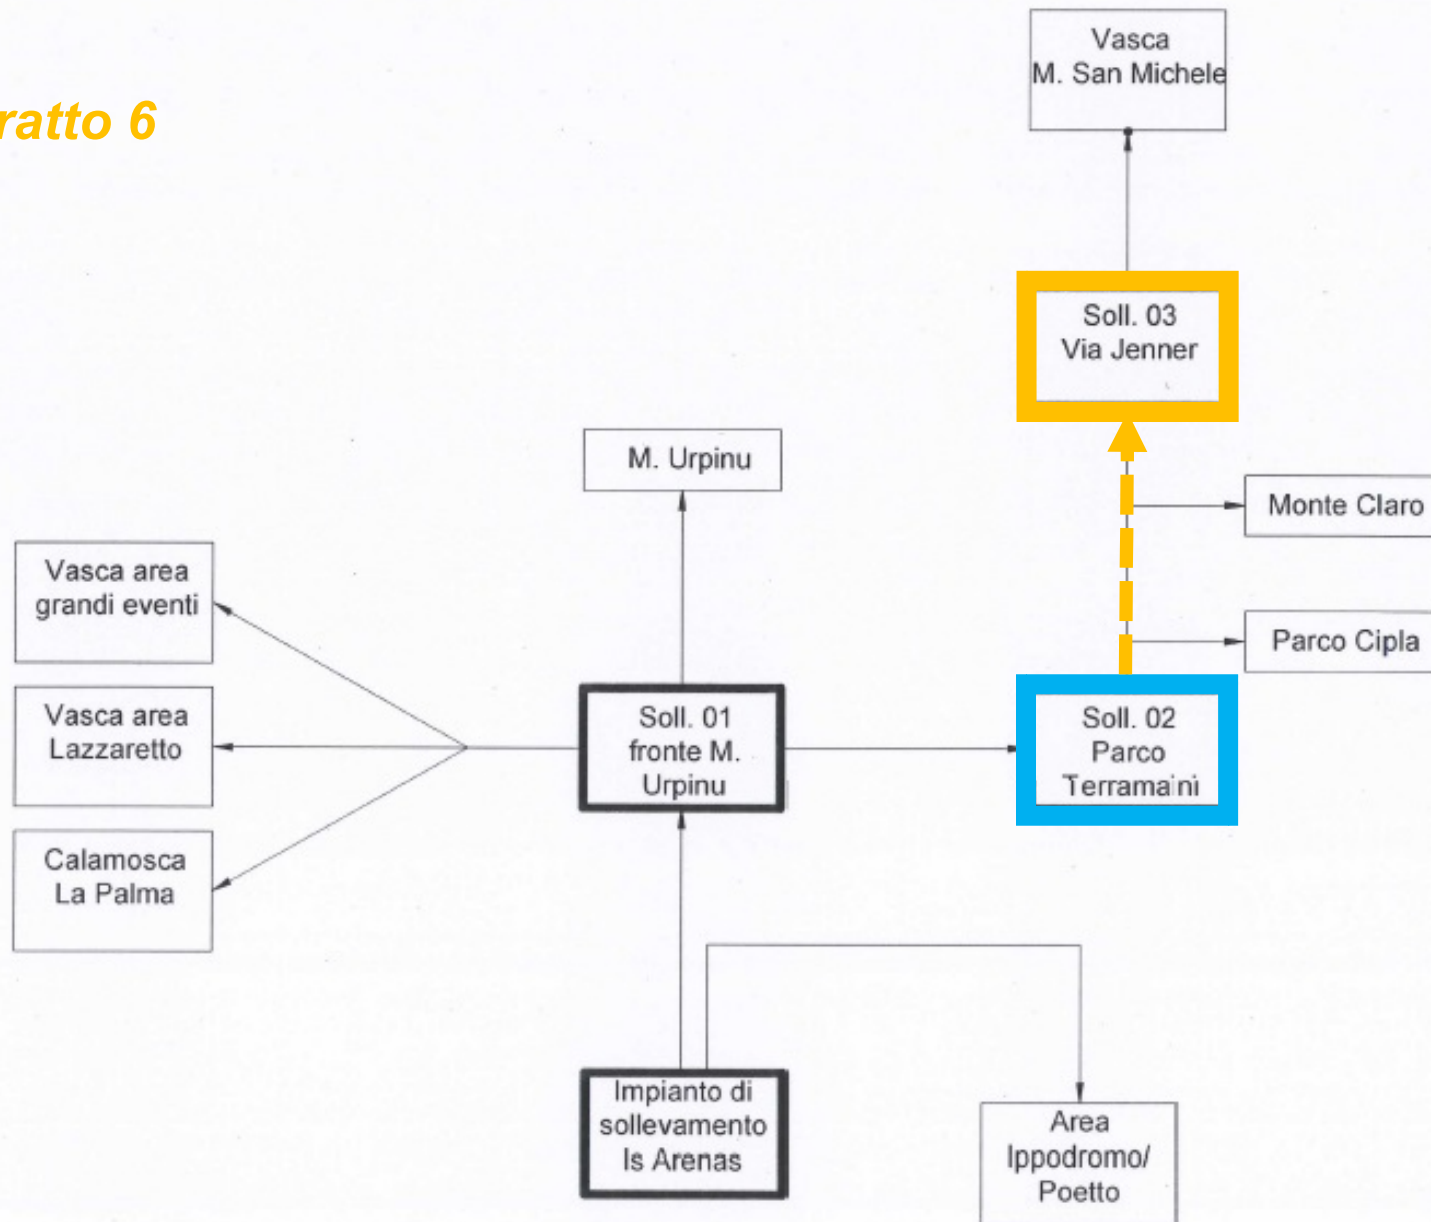 ratto 6
Vasca
M. San Michele
Soll. 03
Via Jenner
M. Urpinu
Monte Claro
Vasca area
grandi eventi
Parco Cipla
Vasca area
Lazzaretto
Soll. 01
fronte M.
Urpinu
Soll. 02
Parco
Terramaini
Calamosca
La Palma
Impianto di
sollevamento
Is Arenas
Area
Ippodromo/
Poetto